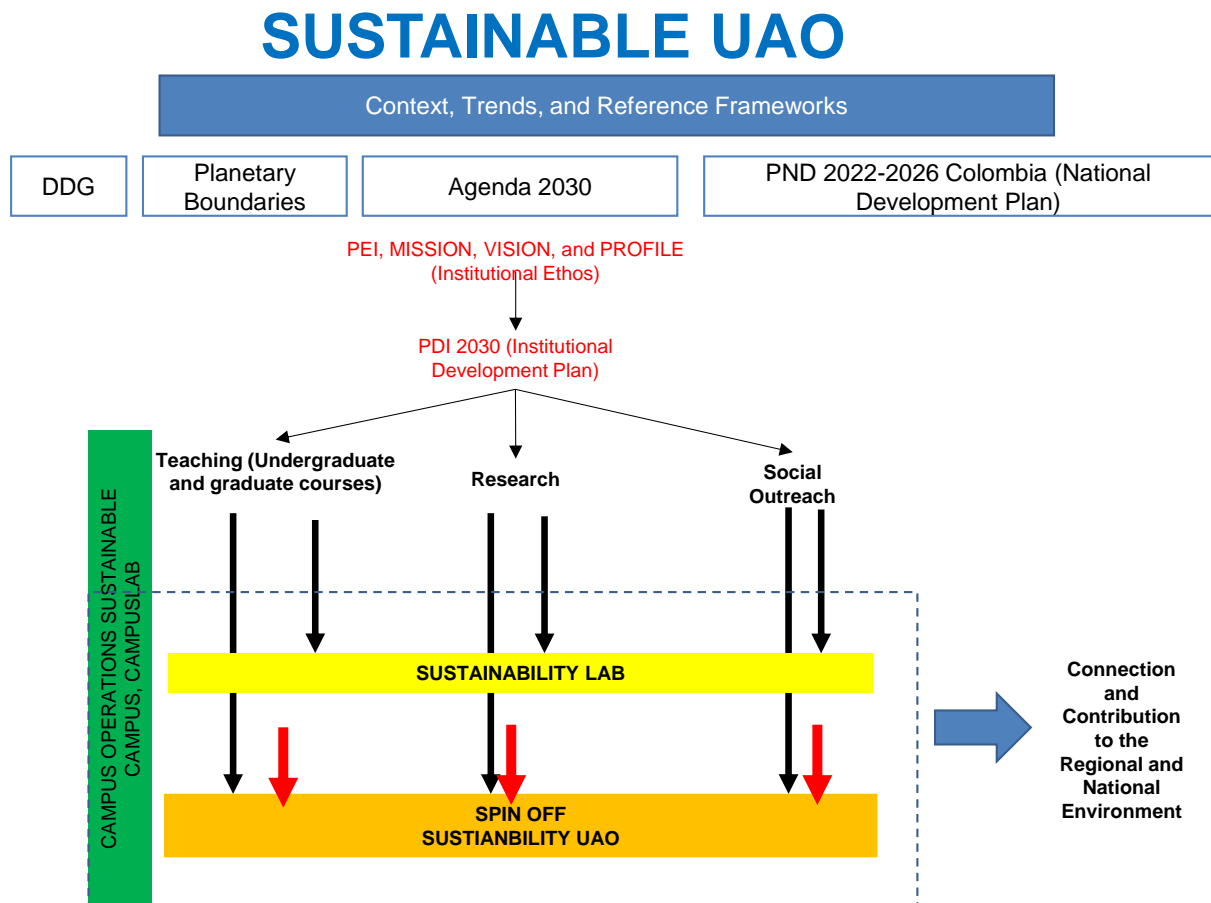 SUSTAINABLE UAO
Context, Trends, and Reference Frameworks
DDG
Planetary
Boundaries
Agenda 2030
PND 2022-2026 Colombia (National
Development Plan)
PEI, MISSION, VISION, and PROFILE
(Institutional Ethos)
PDI 2030 (Institutional
Development Plan)
Teaching (Undergraduate
and graduate courses)
Research
Social
Outreach
CAMPUS OPERATIONS SUSTAINABLE
CAMPUS, CAMPUSLAB
SUSTAINABILITY LAB
SPIN OFF
SUSTIANBILITY UAO
Connection
and
Contribution
to the
Regional and
National
Environment